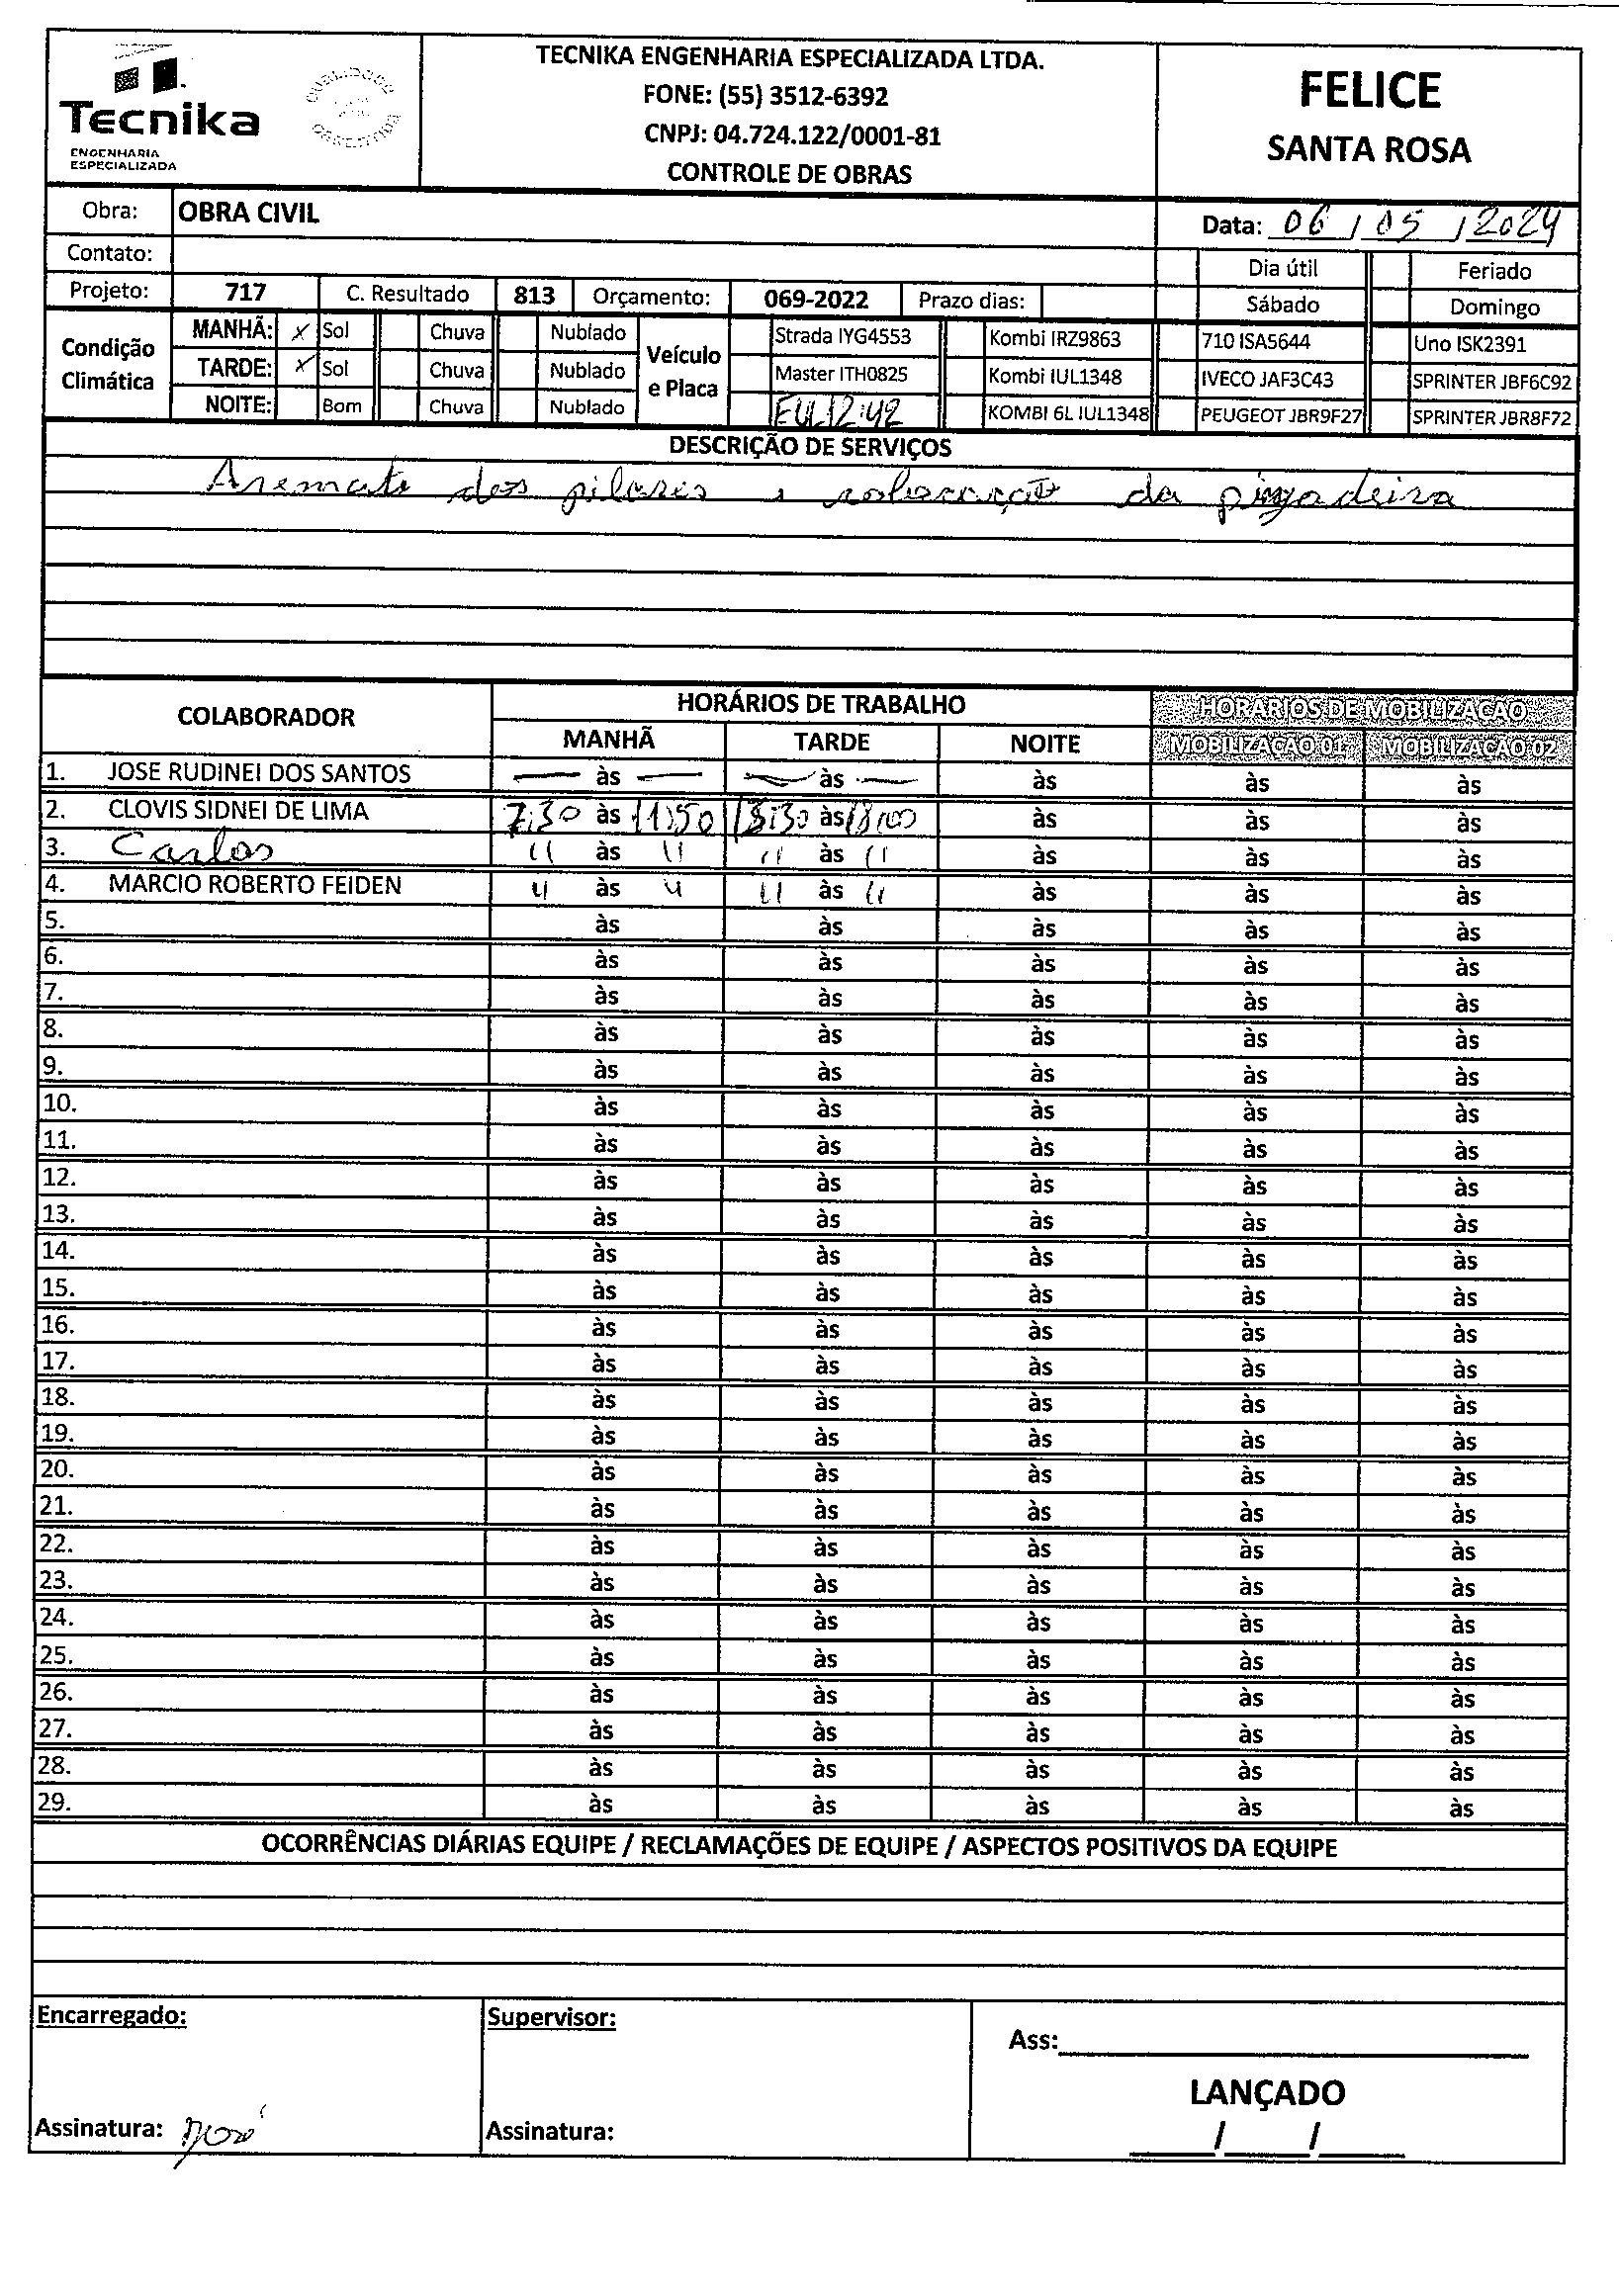 Tecnika
ENGENHARIA
ESPECIALIZADA
TECNIKA ENGENHARIA ESPECIALIZADA LTDA.
FONE: (55) 3512-6392
CNPJ: 04.724.122/0001-81
CONTROLE DE OBRAS
FELICE
SANTA ROSA
Obra: OBRA CIVIL
Data: 06 / 05 / 2024
Contato:
Dia útil Feriado
Projeto: 717 C. Resultado 813 Orçamento: 069-2022 Prazo dias: Sábado Domingo
Condição Climática
MANHÃ: x Sol Chuva Nublado
TARDE: x Sol Chuva Nublado
NOITE: Bom Chuva Nublado
Veículo e Placa
Strada IYG4553 Kombi IRZ9863 710 ISA5644 Uno ISK2391
Master ITH0825 Kombi IUL1348 IVECO JAF3C43 SPRINTER JBF6C92
KOMBI 6L IUL1348 PEUGEOT JBR9F27 SPRINTER JBR8F72
DESCRIÇÃO DE SERVIÇOS
Aremate dos pilares da pingadeira
COLABORADOR HORÁRIOS DE TRABALHO HORÁRIOS DE MOBILIZAÇÃO
MANHÃ TARDE NOITE MOBILIZAÇÃO 01 MOBILIZAÇÃO 02
1. JOSE RUDINEI DOS SANTOS — às — — às — às às às
2. CLOVIS SIDNEI DE LIMA 7:30 às 11:50 13:30 às 18:00 às às às
3. Carlos " às " " às " às às às
4. MARCIO ROBERTO FEIDEN " às " " às " às às às
5. às às às às às
6. às às às às às
7. às às às às às
8. às às às às às
9. às às às às às
10. às às às às às
11. às às às às às
12. às às às às às
13. às às às às às
14. às às às às às
15. às às às às às
16. às às às às às
17. às às às às às
18. às às às às às
19. às às às às às
20. às às às às às
21. às às às às às
22. às às às às às
23. às às às às às
24. às às às às às
25. às às às às às
26. às às às às às
27. às às às às às
28. às às às às às
29. às às às às às
OCORRÊNCIAS DIÁRIAS EQUIPE / RECLAMAÇÕES DE EQUIPE / ASPECTOS POSITIVOS DA EQUIPE
Encarregado: Supervisor:
Ass:
LANÇADO
Assinatura: José Assinatura:
/ /